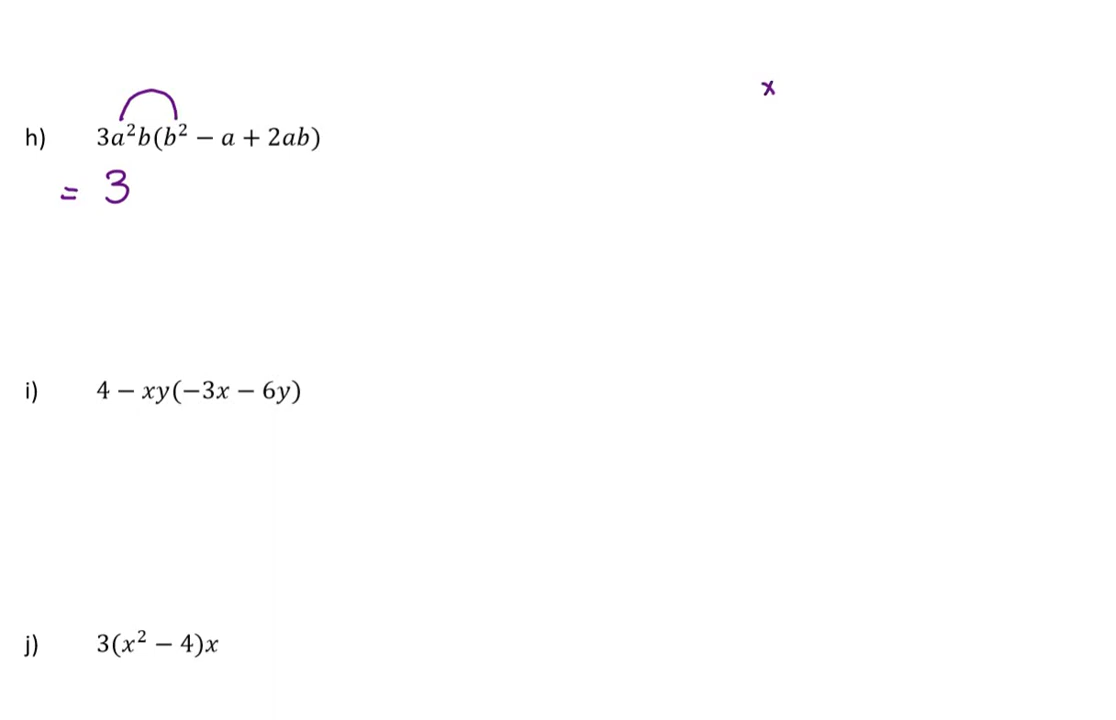 x
h) 3a²b(b² − a + 2ab)
= 3
i) 4 − xy(−3x − 6y)
j) 3(x² − 4)x